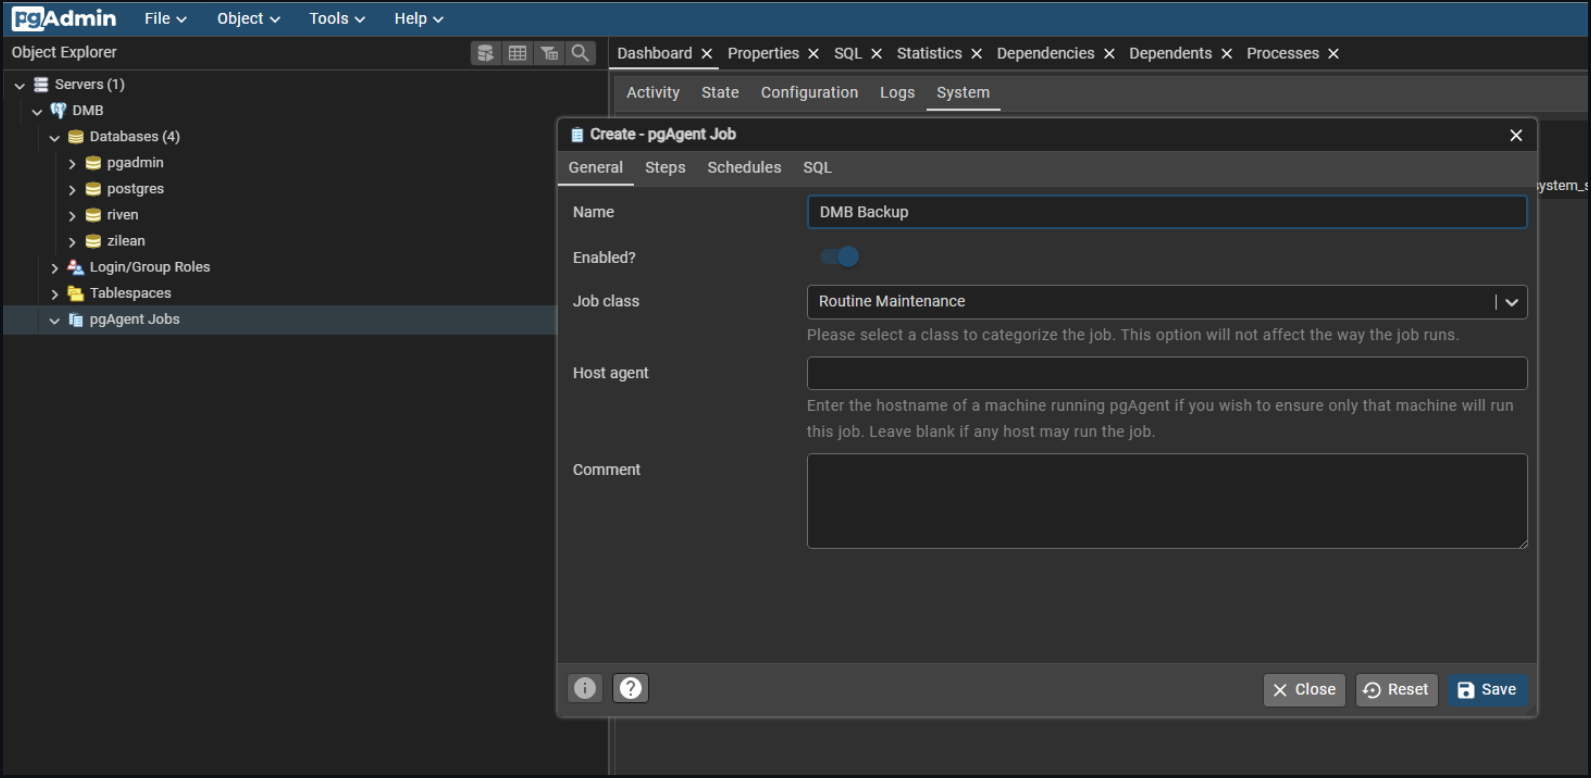 pgAdmin File Object Tools Help
Object Explorer
Dashboard Properties SQL Statistics Dependencies Dependents Processes
Servers (1)
DMB
Databases (4)
pgadmin
postgres
riven
zilean
Login/Group Roles
Tablespaces
pgAgent Jobs
Activity State Configuration Logs System
ystem_s
Create - pgAgent Job
General Steps Schedules SQL
Name DMB Backup
Enabled?
Job class Routine Maintenance
Please select a class to categorize the job. This option will not affect the way the job runs.
Host agent
Enter the hostname of a machine running pgAgent if you wish to ensure only that machine will run
this job. Leave blank if any host may run the job.
Comment
Close Reset Save